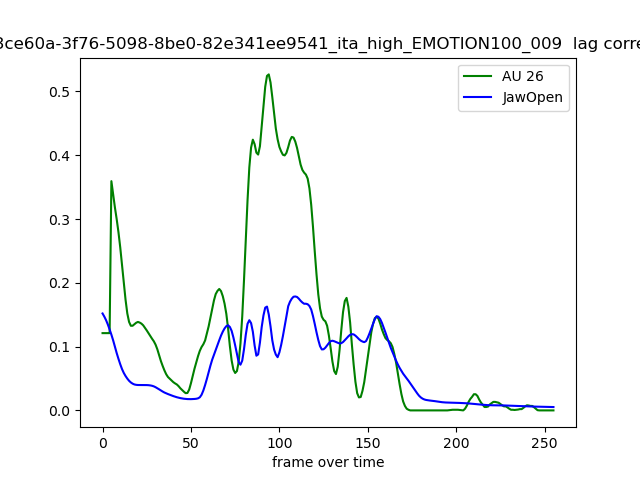 3ce60a-3f76-5098-8be0-82e341ee9541_ita_high_EMOTION100_009 lag corre
AU 26
JawOpen
0.5
0.4
0.3
0.2
0.1
0.0
0 50 100 150 200 250
frame over time